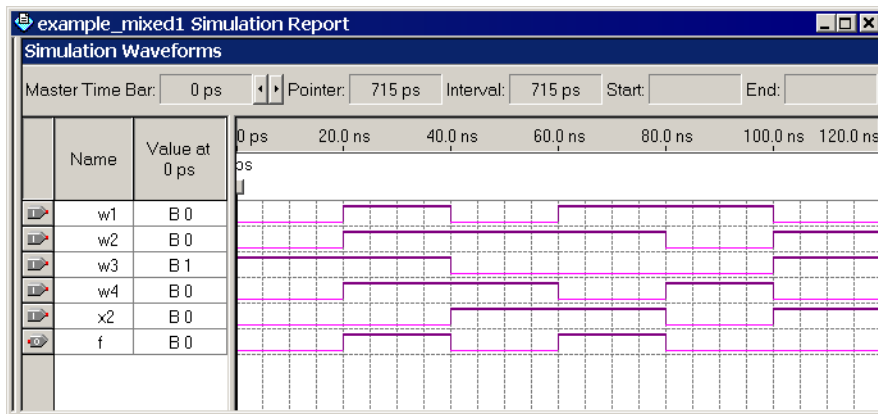 example_mixed1 Simulation Report
Simulation Waveforms
Master Time Bar: 0 ps Pointer: 715 ps Interval: 715 ps Start: End:
Name Value at 0 ps 0 ps 20.0 ns 40.0 ns 60.0 ns 80.0 ns 100.0 ns 120.0 ns
ps
w1 B 0
w2 B 0
w3 B 1
w4 B 0
x2 B 0
f B 0